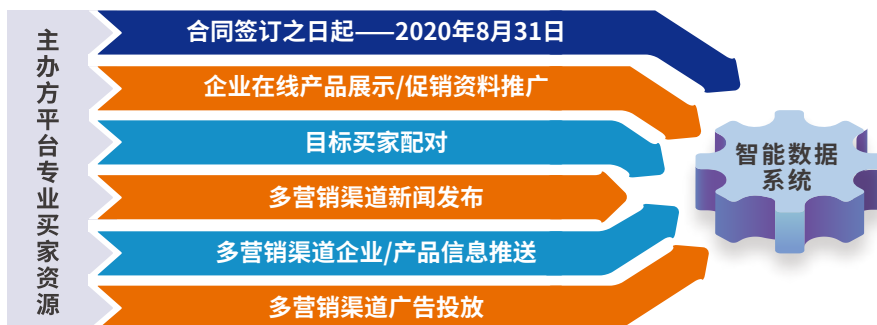 主办方平台专业买家资源
合同签订之日起——2020年8月31日
企业在线产品展示/促销资料推广
目标买家配对
多营销渠道新闻发布
多营销渠道企业/产品信息推送
多营销渠道广告投放
智能数据
系统